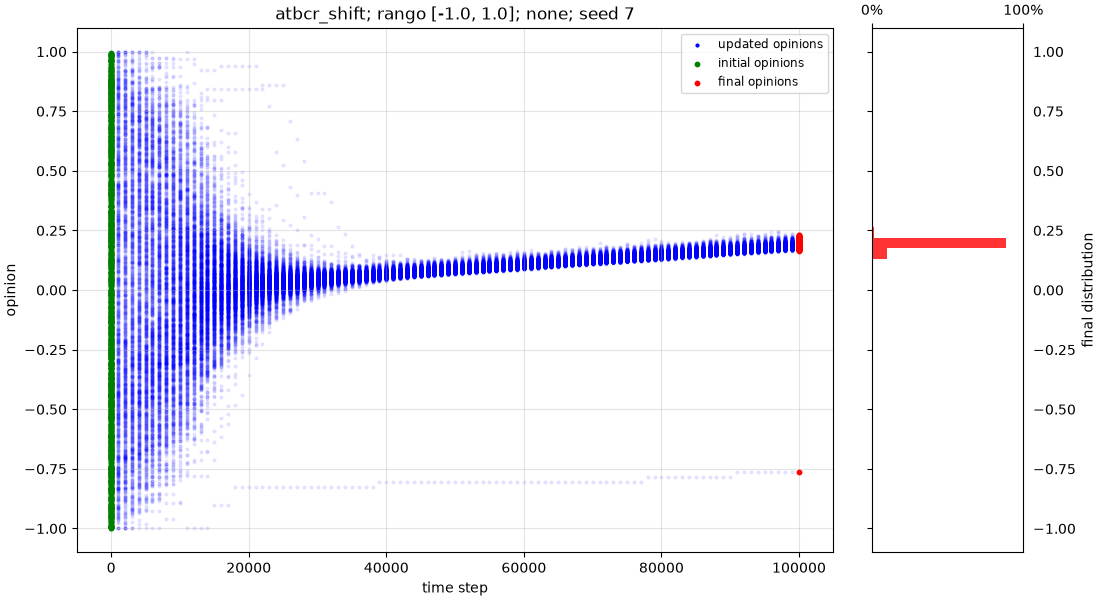 atbcr_shift; rango [-1.0, 1.0]; none; seed 7
0% 100%
updated opinions
initial opinions
final opinions
1.00
0.75
0.50
0.25
0.00
−0.25
−0.50
−0.75
−1.00
opinion
0 20000 40000 60000 80000 100000
time step
1.00
0.75
0.50
0.25
0.00
−0.25
−0.50
−0.75
−1.00
final distribution